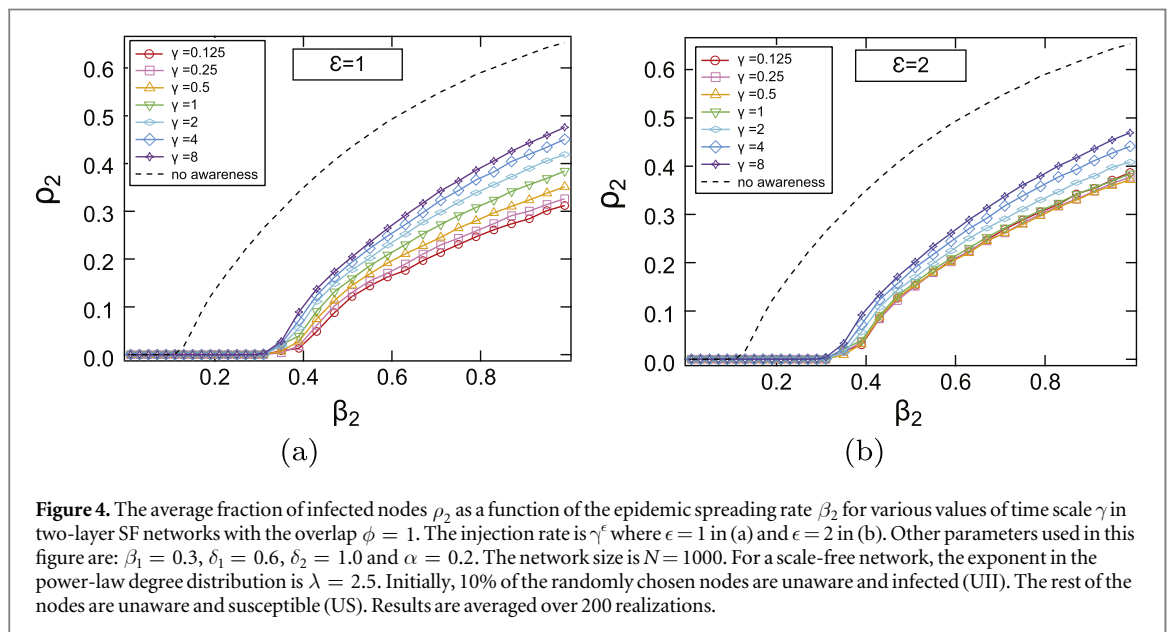 γ =0.125
γ =0.25
γ =0.5
γ =1
γ =2
γ =4
γ =8
no awareness
ε=1
0.6
0.5
0.4
0.3
0.2
0.1
0.0
ρ2
0.2 0.4 0.6 0.8
β2
(a)
γ =0.125
γ =0.25
γ =0.5
γ =1
γ =2
γ =4
γ =8
no awareness
ε=2
0.6
0.5
0.4
0.3
0.2
0.1
0.0
ρ2
0.2 0.4 0.6 0.8
β2
(b)
Figure 4. The average fraction of infected nodes ρ2 as a function of the epidemic spreading rate β2 for various values of time scale γ in
two-layer SF networks with the overlap ϕ = 1. The injection rate is γ^ϵ where ϵ = 1 in (a) and ϵ = 2 in (b). Other parameters used in this
figure are: β1 = 0.3, δ1 = 0.6, δ2 = 1.0 and α = 0.2. The network size is N = 1000. For a scale-free network, the exponent in the
power-law degree distribution is λ = 2.5. Initially, 10% of the randomly chosen nodes are unaware and infected (UII). The rest of the
nodes are unaware and susceptible (US). Results are averaged over 200 realizations.